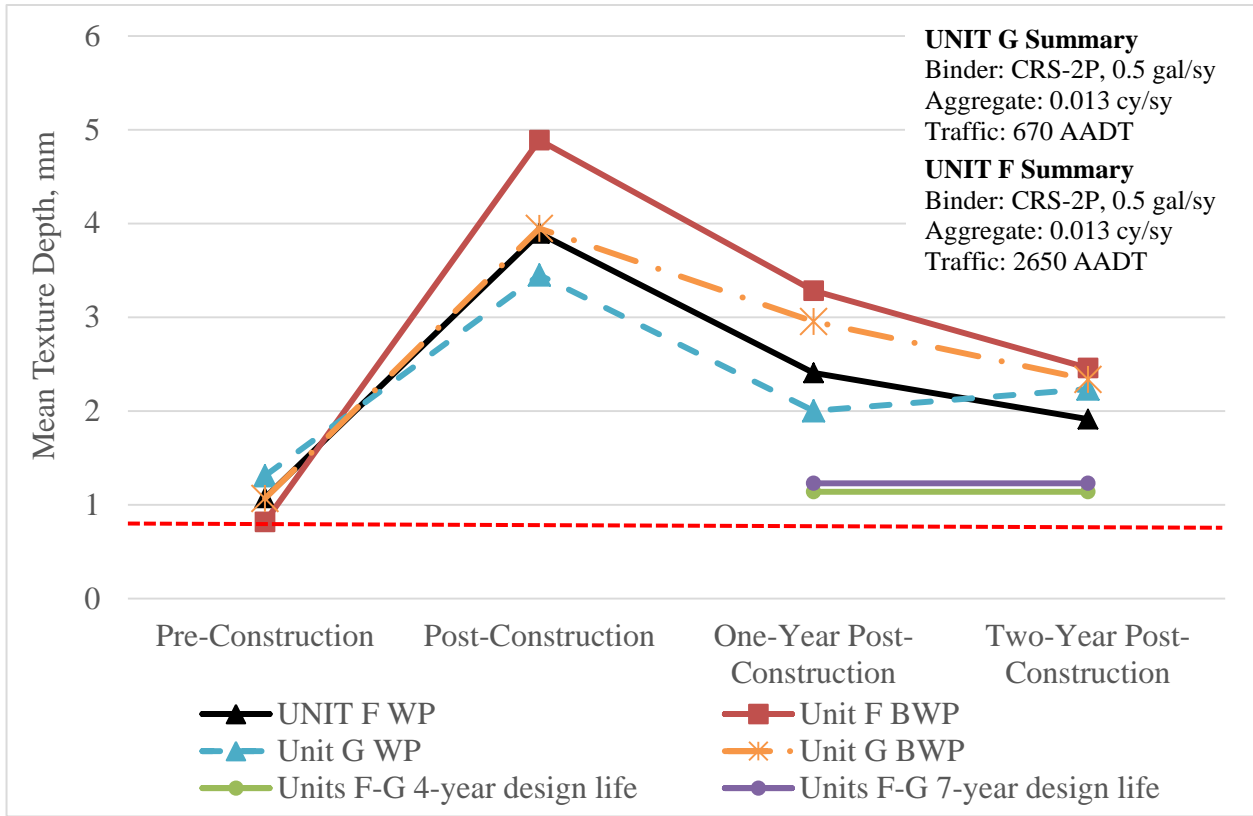 6
5
4
3
2
1
0
Mean Texture Depth, mm
UNIT G Summary
Binder: CRS-2P, 0.5 gal/sy
Aggregate: 0.013 cy/sy
Traffic: 670 AADT
UNIT F Summary
Binder: CRS-2P, 0.5 gal/sy
Aggregate: 0.013 cy/sy
Traffic: 2650 AADT
Pre-Construction
Post-Construction
One-Year Post-
Construction
Two-Year Post-
Construction
UNIT F WP
Unit F BWP
Unit G WP
Unit G BWP
Units F-G 4-year design life
Units F-G 7-year design life